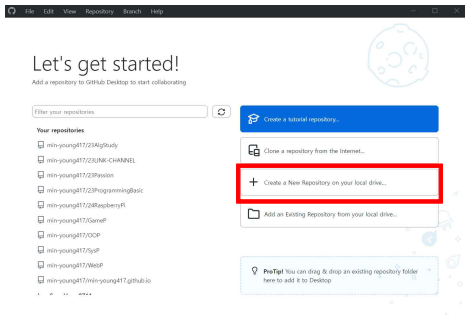 File Edit View Repository Branch Help
Let's get started!
Add a repository to GitHub Desktop to start collaborating
Filter your repositories
Your repositories
min-young417/23AlgStudy
min-young417/23LINK-CHANNEL
min-young417/23Passion
min-young417/23ProgrammingBasic
min-young417/24RaspberryPi
min-young417/GameP
min-young417/OOP
min-young417/SysP
min-young417/WebP
min-young417/min-young417.github.io
Create a tutorial repository...
Clone a repository from the Internet...
Create a New Repository on your local drive...
Add an Existing Repository from your local drive...
ProTip! You can drag & drop an existing repository folder
here to add it to Desktop